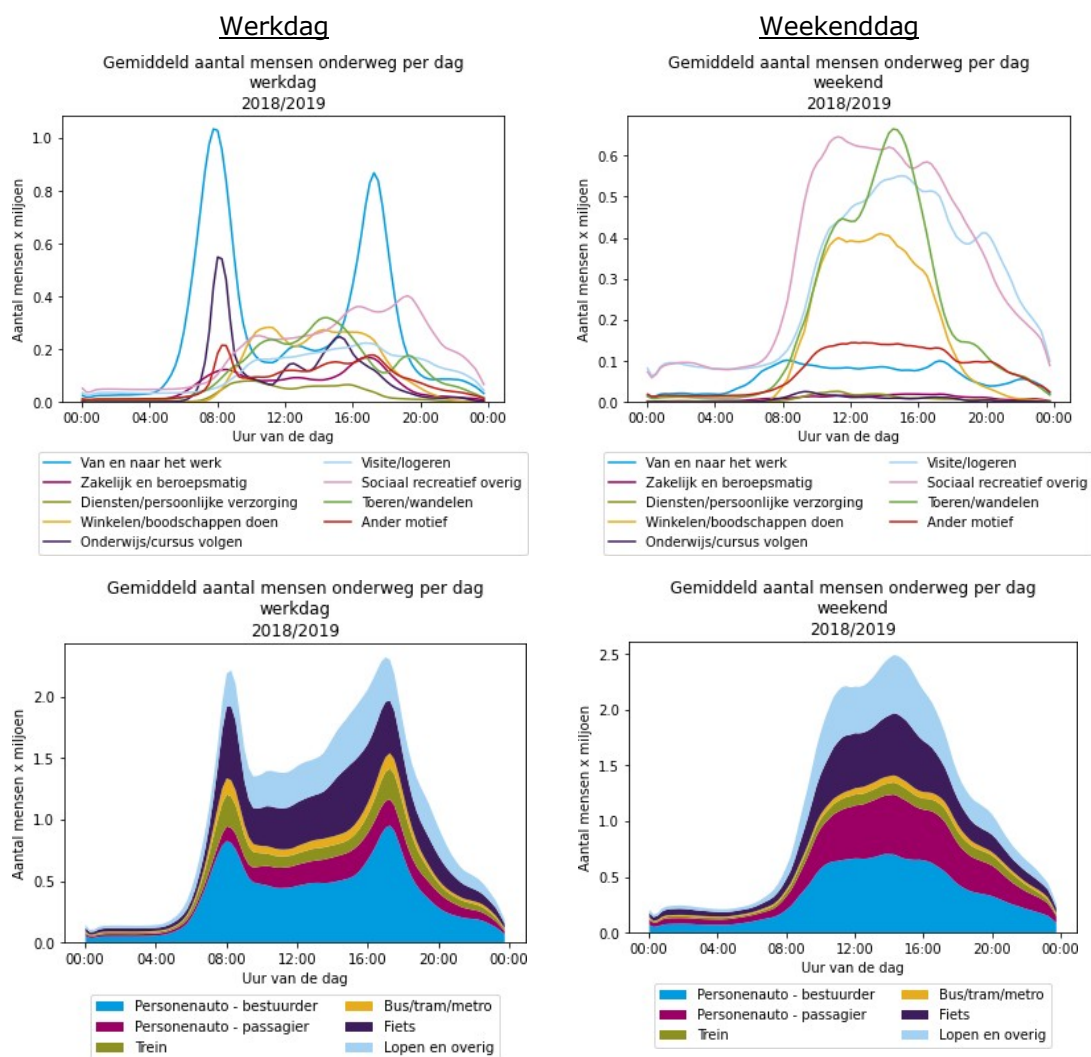 Werkdag
Weekenddag
Gemiddeld aantal mensen onderweg per dag
werkdag
2018/2019
1.0
0.8
0.6
0.4
0.2
0.0
Aantal mensen x miljoen
00:00 04:00 08:00 12:00 16:00 20:00 00:00
Uur van de dag
Van en naar het werk
Zakelijk en beroepsmatig
Diensten/persoonlijke verzorging
Winkelen/boodschappen doen
Onderwijs/cursus volgen
Visite/logeren
Sociaal recreatief overig
Toeren/wandelen
Ander motief
Gemiddeld aantal mensen onderweg per dag
weekend
2018/2019
0.6
0.5
0.4
0.3
0.2
0.1
0.0
Aantal mensen x miljoen
00:00 04:00 08:00 12:00 16:00 20:00 00:00
Uur van de dag
Van en naar het werk
Zakelijk en beroepsmatig
Diensten/persoonlijke verzorging
Winkelen/boodschappen doen
Onderwijs/cursus volgen
Visite/logeren
Sociaal recreatief overig
Toeren/wandelen
Ander motief
Gemiddeld aantal mensen onderweg per dag
werkdag
2018/2019
2.0
1.5
1.0
0.5
0.0
Aantal mensen x miljoen
00:00 04:00 08:00 12:00 16:00 20:00 00:00
Uur van de dag
Personenauto - bestuurder
Personenauto - passagier
Trein
Bus/tram/metro
Fiets
Lopen en overig
Gemiddeld aantal mensen onderweg per dag
weekend
2018/2019
2.5
2.0
1.5
1.0
0.5
0.0
Aantal mensen x miljoen
00:00 04:00 08:00 12:00 16:00 20:00 00:00
Uur van de dag
Personenauto - bestuurder
Personenauto - passagier
Trein
Bus/tram/metro
Fiets
Lopen en overig